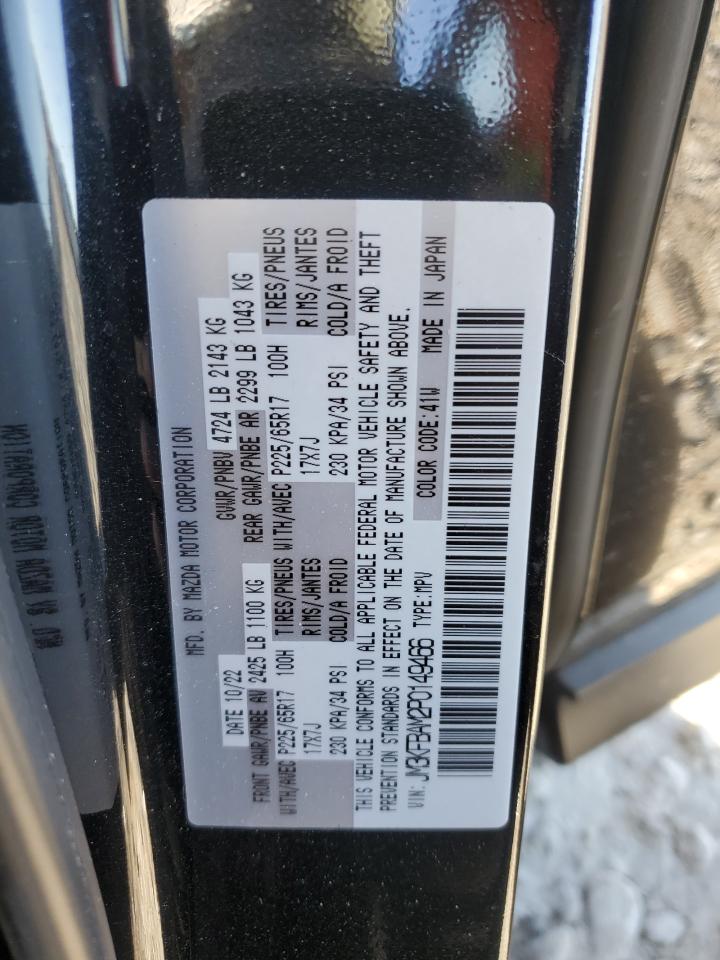 MFD. BY MAZDA MOTOR CORPORATION
DATE 10/22 GVWR/PNBV 4724 LB 2143 KG
FRONT GAWR/PNBE AV 2425 LB 1100 KG REAR GAWR/PNBE AR 2299 LB 1043 KG
WITH/AVEC P225/65R17 100H TIRES/PNEUS WITH/AVEC P225/65R17 100H TIRES/PNEUS
17X7J RIMS/JANTES 17X7J RIMS/JANTES
230 KPA/34 PSI COLD/A FROID 230 KPA/34 PSI COLD/A FROID
THIS VEHICLE CONFORMS TO ALL APPLICABLE FEDERAL MOTOR VEHICLE SAFETY AND THEFT
PREVENTION STANDARDS IN EFFECT ON THE DATE OF MANUFACTURE SHOWN ABOVE.
VIN: JM3KFBAM2P0149466 TYPE:MPV COLOR CODE:41W MADE IN JAPAN